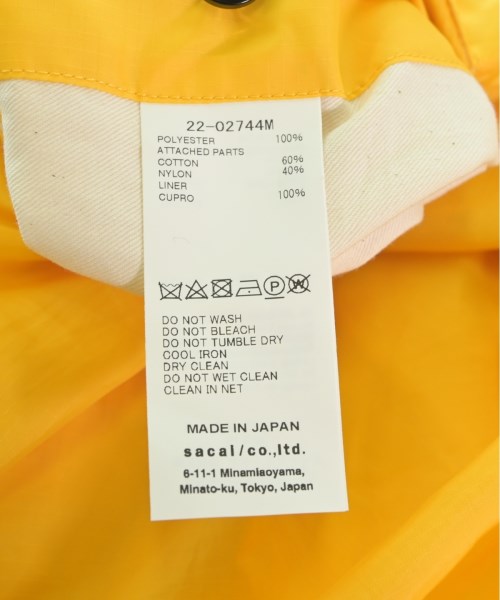 22-02744M
POLYESTER 100%
ATTACHED PARTS
COTTON 60%
NYLON 40%
LINER
CUPRO 100%
P W
DO NOT WASH
DO NOT BLEACH
DO NOT TUMBLE DRY
COOL IRON
DRY CLEAN
DO NOT WET CLEAN
CLEAN IN NET
MADE IN JAPAN
sacai/co.,ltd.
6-11-1 Minamiaoyama,
Minato-ku, Tokyo, Japan